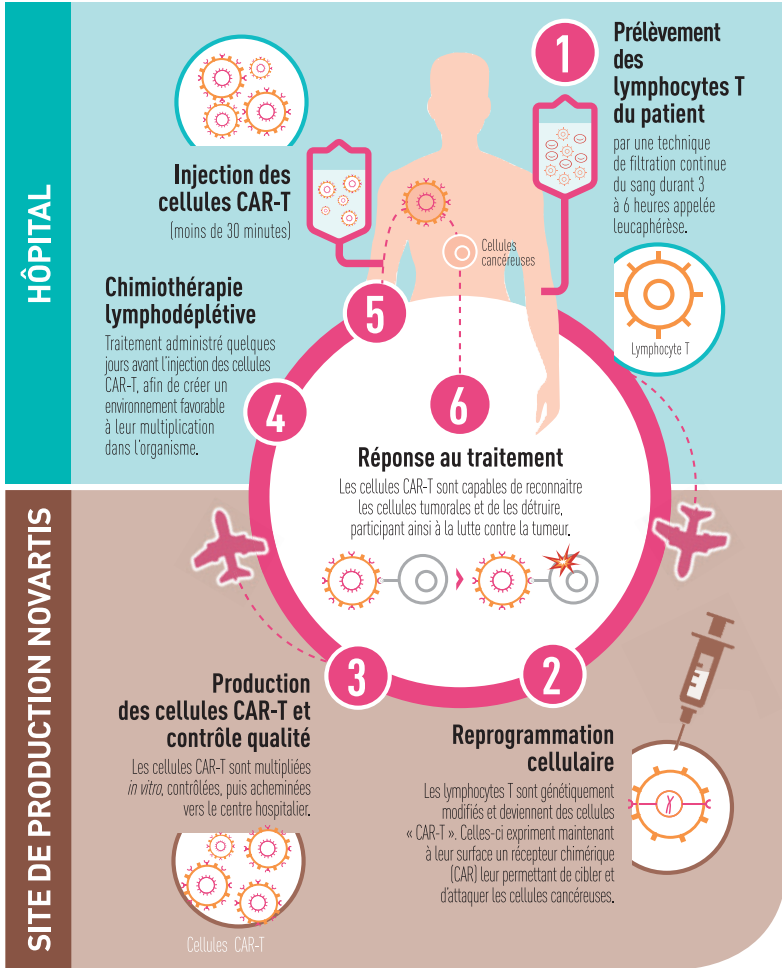 HÔPITAL
1
Prélèvement
des
lymphocytes T
du patient
par une technique
de filtration continue
du sang durant 3
à 6 heures appelée
leucaphérèse.
Lymphocyte T
Injection des
cellules CAR-T
(moins de 30 minutes)
Cellules
cancéreuses
5
Chimiothérapie
lymphodéplétive
Traitement administré quelques
jours avant l'injection des cellules
CAR-T, afin de créer un
environnement favorable
à leur multiplication
dans l'organisme.
4
6
Réponse au traitement
Les cellules CAR-T sont capables de reconnaitre
les cellules tumorales et de les détruire,
participant ainsi à la lutte contre la tumeur.
SITE DE PRODUCTION NOVARTIS
3
Production
des cellules CAR-T et
contrôle qualité
Les cellules CAR-T sont multipliées
in vitro, contrôlées, puis acheminées
vers le centre hospitalier.
Cellules CAR-T
2
Reprogrammation
cellulaire
Les lymphocytes T sont génétiquement
modifiés et deviennent des cellules
« CAR-T ». Celles-ci expriment maintenant
à leur surface un récepteur chimérique
(CAR) leur permettant de cibler et
d'attaquer les cellules cancéreuses.